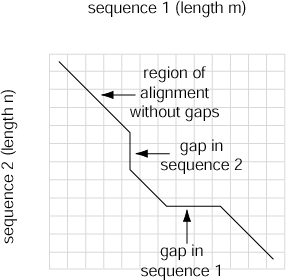 sequence 1 (length m)
sequence 2 (length n)
region of
alignment
without gaps
gap in
sequence 2
gap in
sequence 1